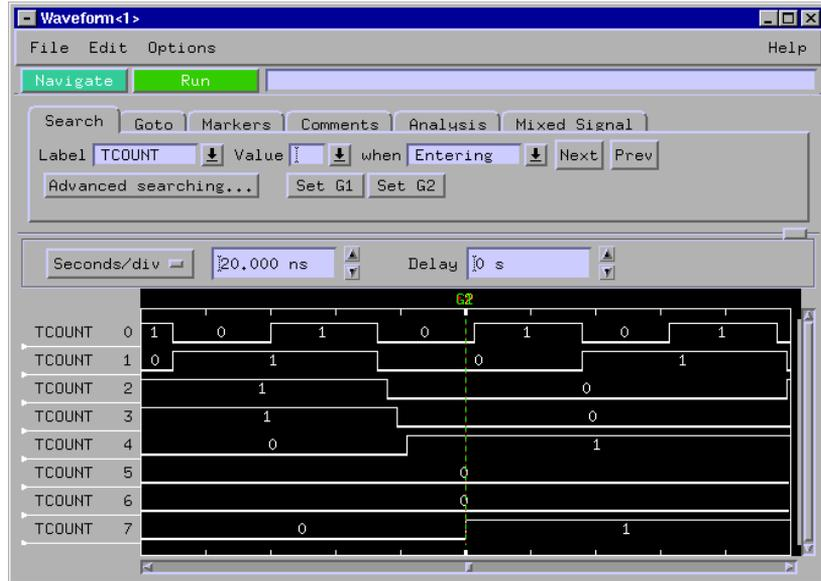 Waveform<1>
File Edit Options Help
Navigate Run
Search Goto Markers Comments Analysis Mixed Signal
Label TCOUNT Value when Entering Next Prev
Advanced searching... Set G1 Set G2
Seconds/div 20.000 ns Delay 0 s
G2
TCOUNT 0 1 0 1 0 1 0 1
TCOUNT 1 0 1 0 1
TCOUNT 2 1 0
TCOUNT 3 1 0
TCOUNT 4 0 1
TCOUNT 5 0
TCOUNT 6 0
TCOUNT 7 0 1